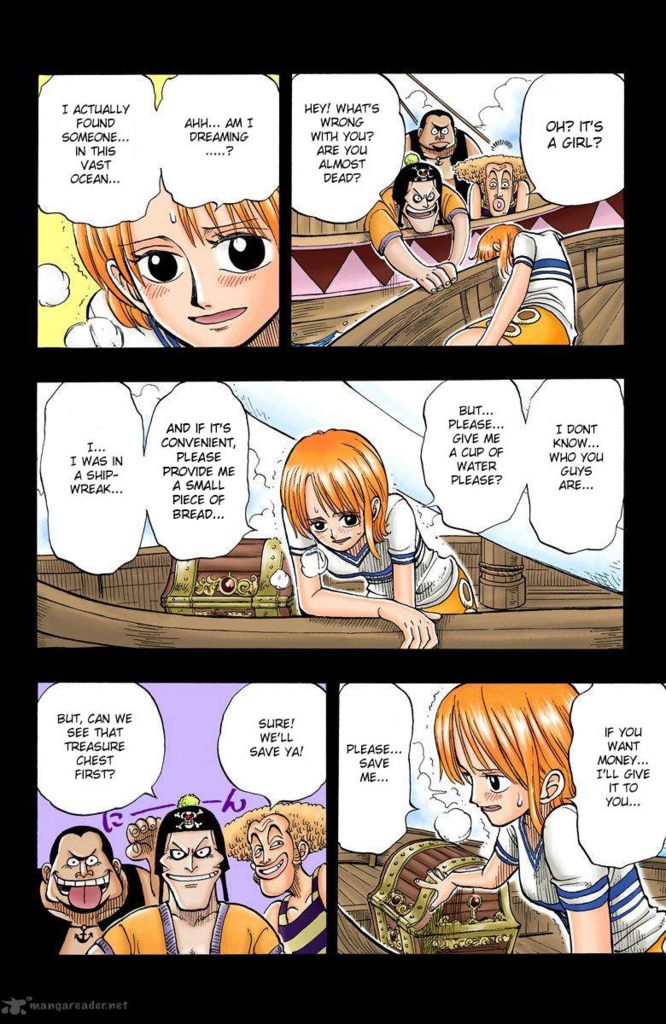 OH? IT'S
A GIRL?
HEY! WHAT'S
WRONG
WITH YOU?
ARE YOU
ALMOST
DEAD?
AHH... AM I
DREAMING
.....?
I ACTUALLY
FOUND
SOMEONE...
IN THIS
VAST
OCEAN...
I DONT
KNOW...
WHO YOU
GUYS
ARE...
BUT...
PLEASE...
GIVE ME
A CUP OF
WATER
PLEASE?
AND IF IT'S
CONVENIENT,
PLEASE
PROVIDE ME
A SMALL
PIECE OF
BREAD...
I...
I WAS IN
A SHIP-
WREAK...
IF YOU
WANT
MONEY...
I'LL GIVE
IT TO
YOU...
PLEASE...
SAVE
ME...
SURE!
WE'LL
SAVE YA!
BUT, CAN WE
SEE THAT
TREASURE
CHEST
FIRST?
にーーん
mangareader.net